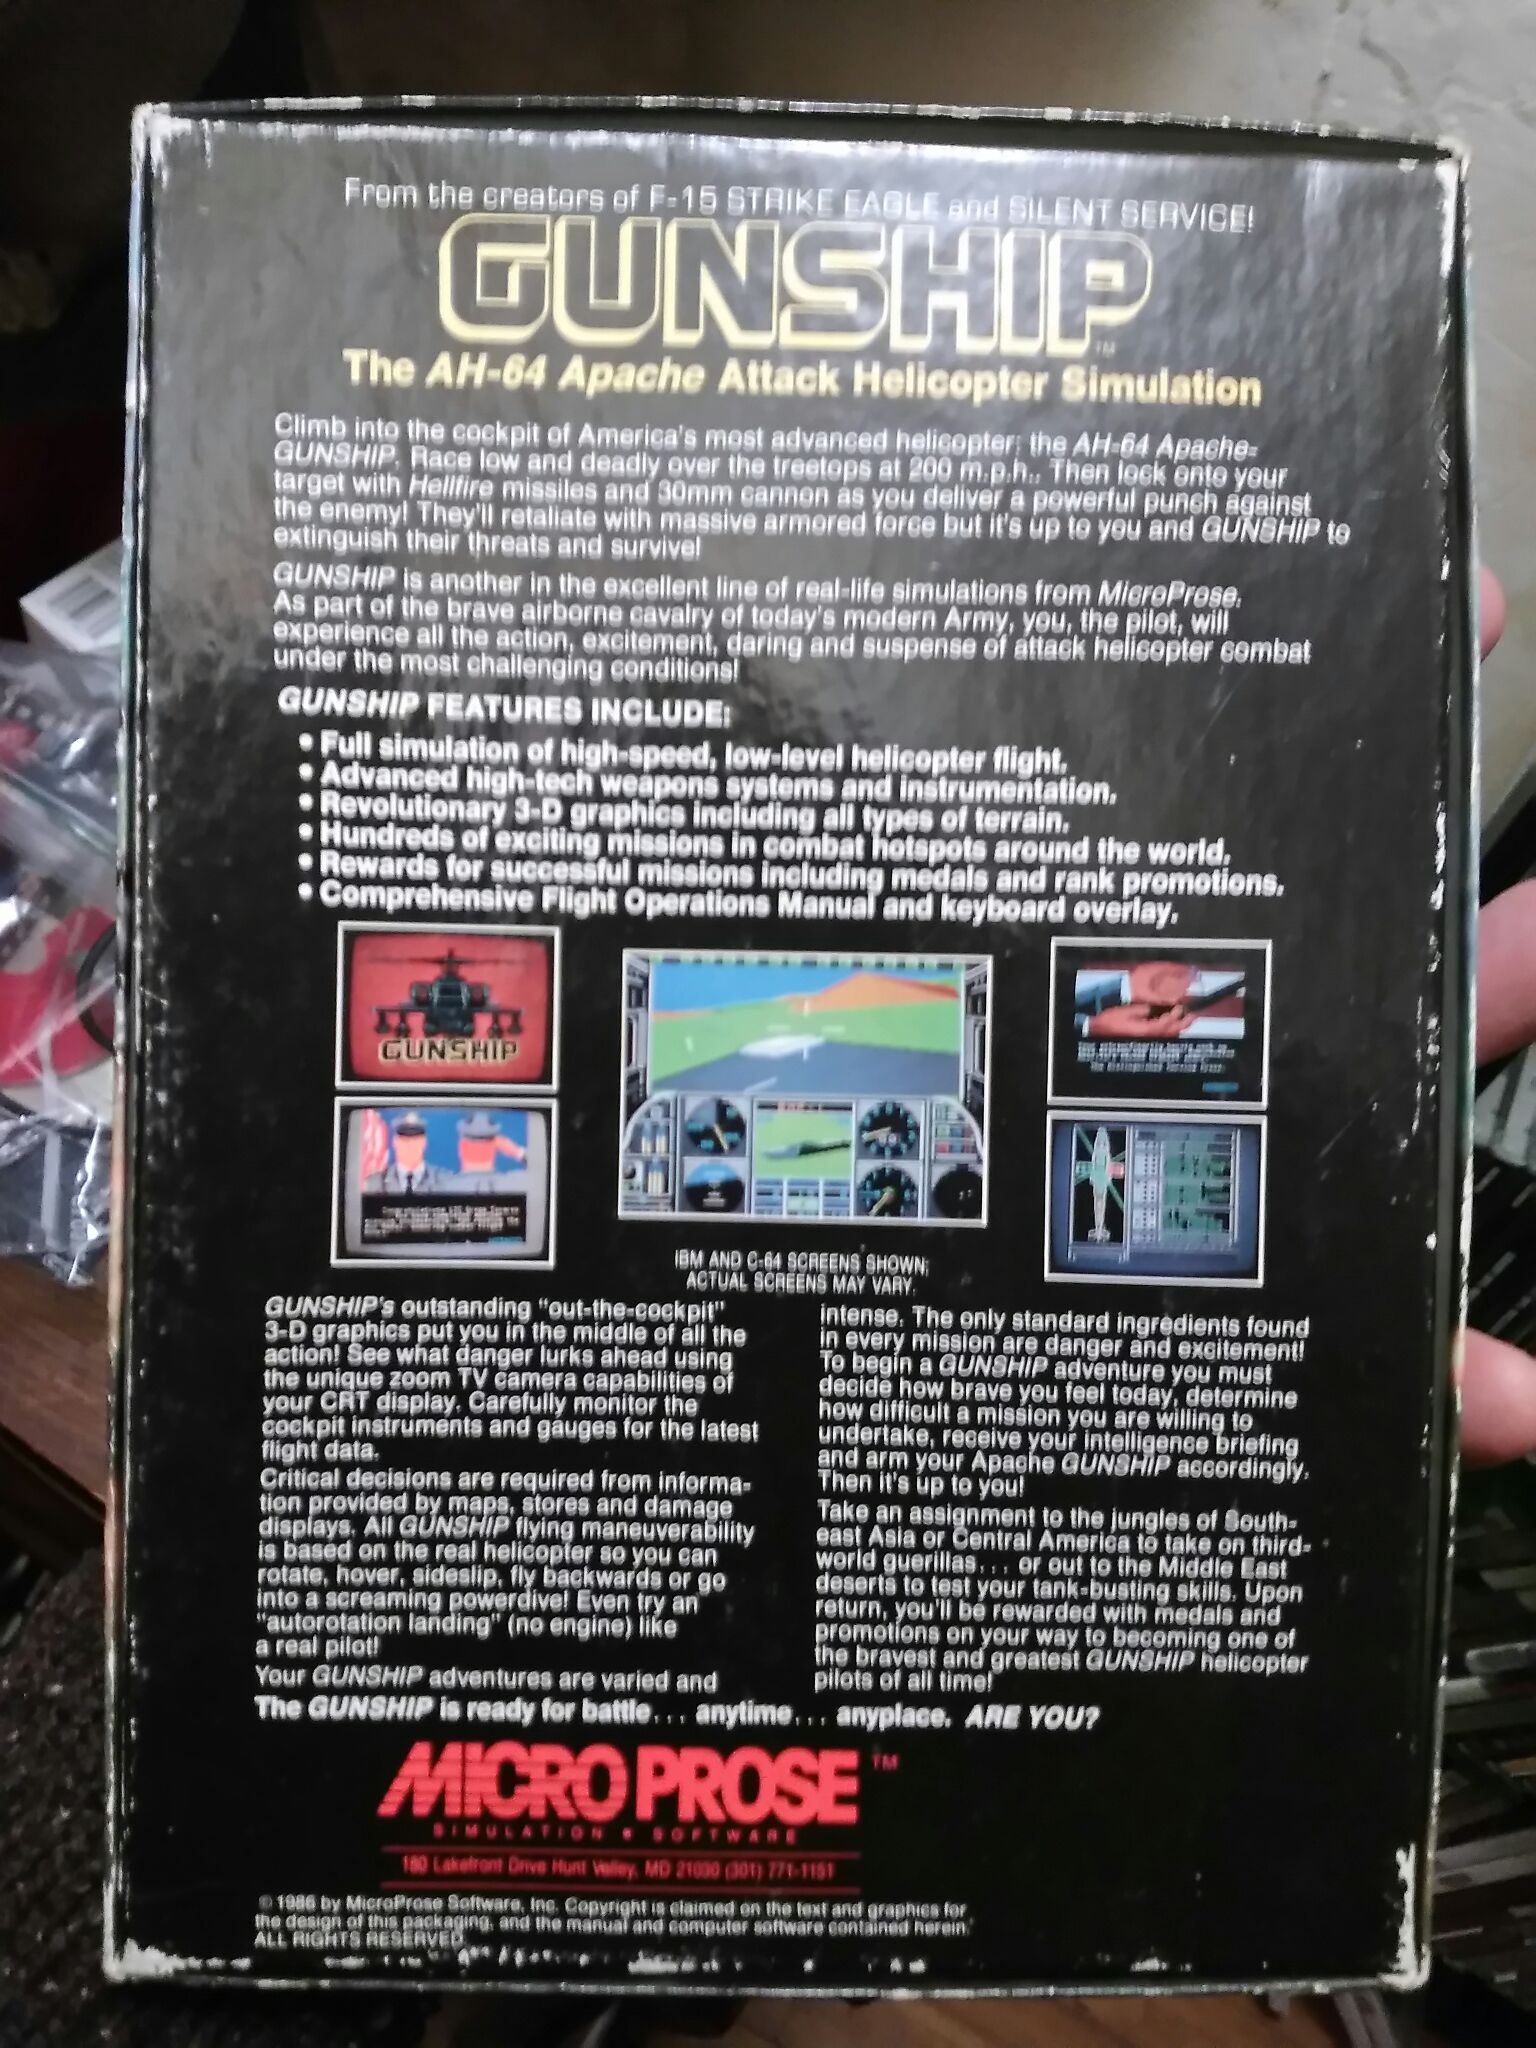 From the creators of F-15 STRIKE EAGLE and SILENT SERVICE!
GUNSHIP™
The AH-64 Apache Attack Helicopter Simulation
Climb into the cockpit of America's most advanced helicopter: the AH-64 Apache-
GUNSHIP. Race low and deadly over the treetops at 200 m.p.h.. Then lock onto your
target with Hellfire missiles and 30mm cannon as you deliver a powerful punch against
the enemy! They'll retaliate with massive armored force but it's up to you and GUNSHIP to
extinguish their threats and survive!
GUNSHIP is another in the excellent line of real-life simulations from MicroProse.
As part of the brave airborne cavalry of today's modern Army, you, the pilot, will
experience all the action, excitement, daring and suspense of attack helicopter combat
under the most challenging conditions!
GUNSHIP FEATURES INCLUDE:
• Full simulation of high-speed, low-level helicopter flight.
• Advanced high-tech weapons systems and instrumentation.
• Revolutionary 3-D graphics including all types of terrain.
• Hundreds of exciting missions in combat hotspots around the world.
• Rewards for successful missions including medals and rank promotions.
• Comprehensive Flight Operations Manual and keyboard overlay.
GUNSHIP
IBM AND C-64 SCREENS SHOWN;
ACTUAL SCREENS MAY VARY.
GUNSHIP's outstanding "out-the-cockpit"
3-D graphics put you in the middle of all the
action! See what danger lurks ahead using
the unique zoom TV camera capabilities of
your CRT display. Carefully monitor the
cockpit instruments and gauges for the latest
flight data.
Critical decisions are required from informa-
tion provided by maps, stores and damage
displays. All GUNSHIP flying maneuverability
is based on the real helicopter so you can
rotate, hover, sideslip, fly backwards or go
into a screaming powerdive! Even try an
"autorotation landing" (no engine) like
a real pilot!
Your GUNSHIP adventures are varied and
intense. The only standard ingredients found
in every mission are danger and excitement!
To begin a GUNSHIP adventure you must
decide how brave you feel today, determine
how difficult a mission you are willing to
undertake, receive your intelligence briefing
and arm your Apache GUNSHIP accordingly.
Then it's up to you!
Take an assignment to the jungles of South-
east Asia or Central America to take on third-
world guerillas... or out to the Middle East
deserts to test your tank-busting skills. Upon
return, you'll be rewarded with medals and
promotions on your way to becoming one of
the bravest and greatest GUNSHIP helicopter
pilots of all time!
The GUNSHIP is ready for battle... anytime... anyplace. ARE YOU?
MICRO PROSE™
SIMULATION • SOFTWARE
180 Lakefront Drive Hunt Valley, MD 21030 (301) 771-1151
© 1986 by MicroProse Software, Inc. Copyright is claimed on the text and graphics for
the design of this packaging, and the manual and computer software contained herein.
ALL RIGHTS RESERVED.